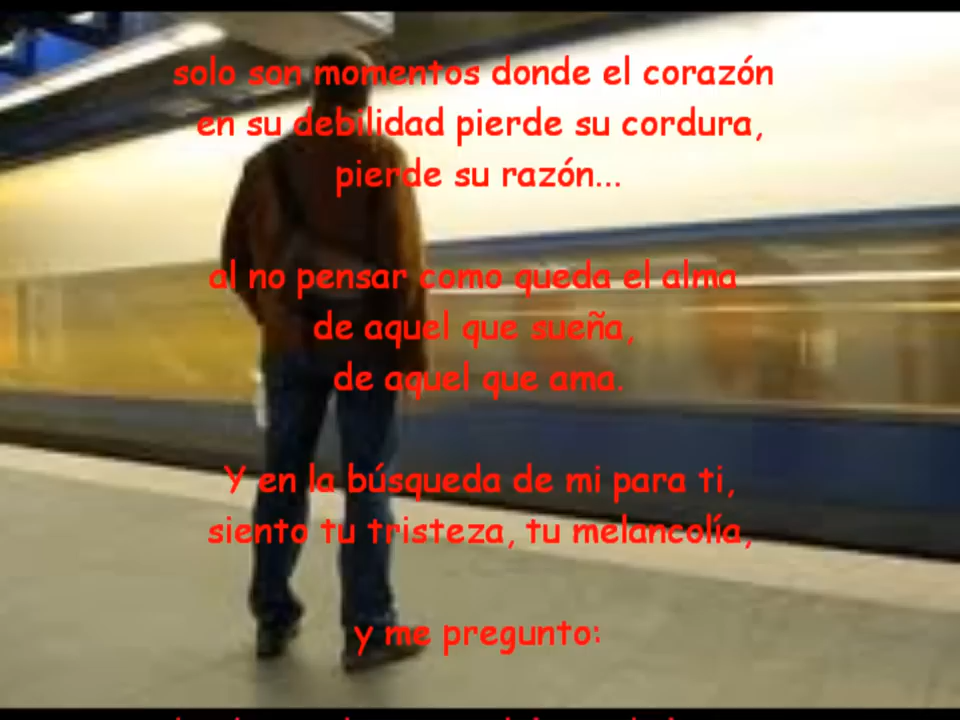 solo son momentos donde el corazón
en su debilidad pierde su cordura,
pierde su razón...
al no pensar como queda el alma
de aquel que sueña,
de aquel que ama.
Y en la búsqueda de mi para ti,
siento tu tristeza, tu melancolía,
y me pregunto: